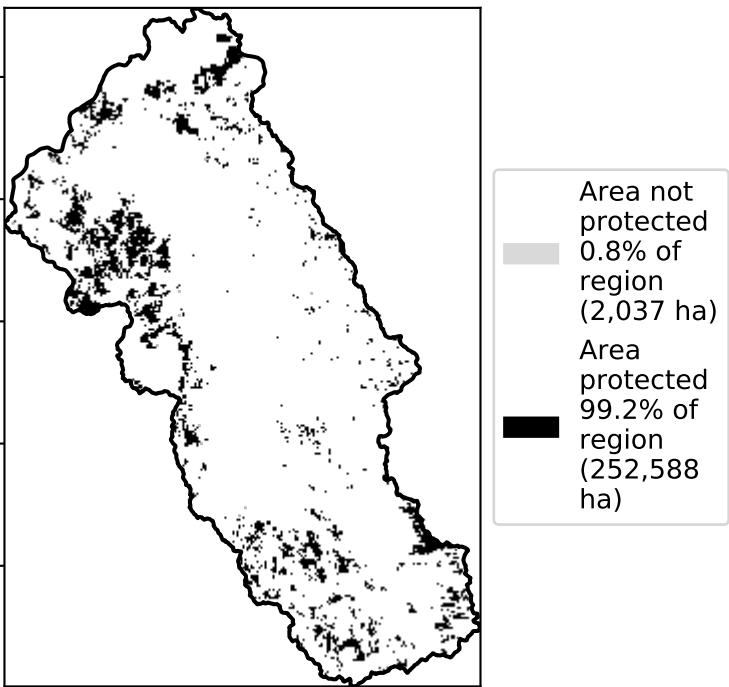 Area not
protected
0.8% of
region
(2,037 ha)
Area
protected
99.2% of
region
(252,588
ha)